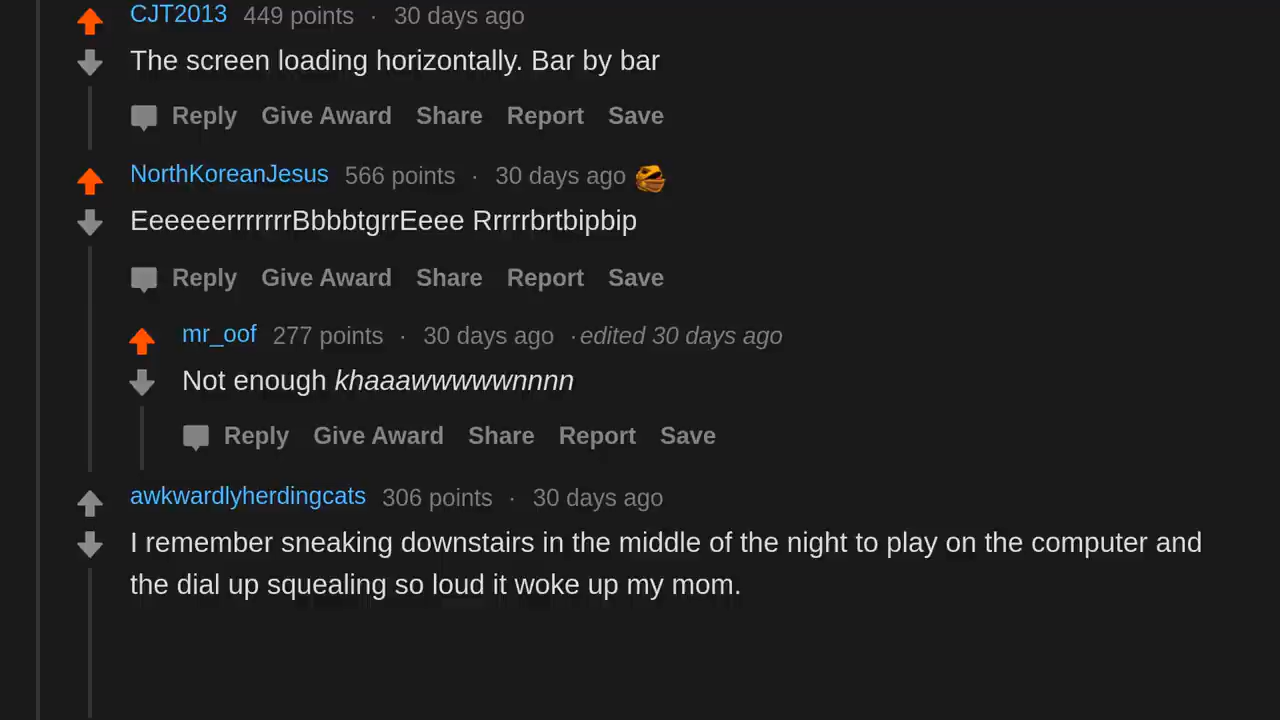 CJT2013 449 points · 30 days ago
The screen loading horizontally. Bar by bar
Reply Give Award Share Report Save
NorthKoreanJesus 566 points · 30 days ago
EeeeeerrrrrrrBbbbtgrrEeee Rrrrrbrtbipbip
Reply Give Award Share Report Save
mr_oof 277 points · 30 days ago · edited 30 days ago
Not enough khaaawwwwwnnnn
Reply Give Award Share Report Save
awkwardlyherdingcats 306 points · 30 days ago
I remember sneaking downstairs in the middle of the night to play on the computer and
the dial up squealing so loud it woke up my mom.